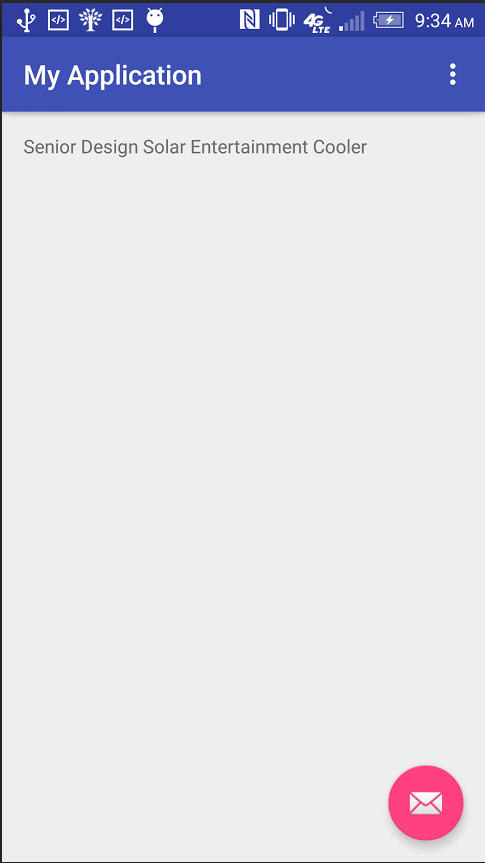 4G LTE 9:34 AM
My Application
Senior Design Solar Entertainment Cooler